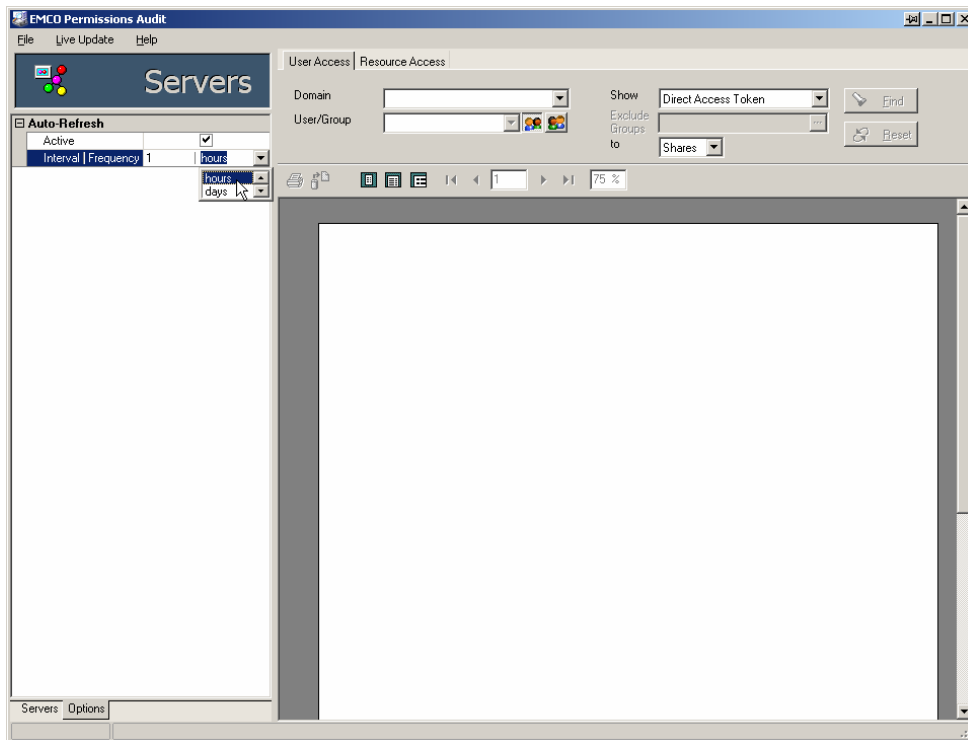 EMCO Permissions Audit
File Live Update Help
Servers
Auto-Refresh
Active
Interval | Frequency 1 | hours
hours
days
Servers Options
User Access Resource Access
Domain
User/Group
Show Direct Access Token
Exclude Groups ...
to Shares
Find
Reset
1 75 %